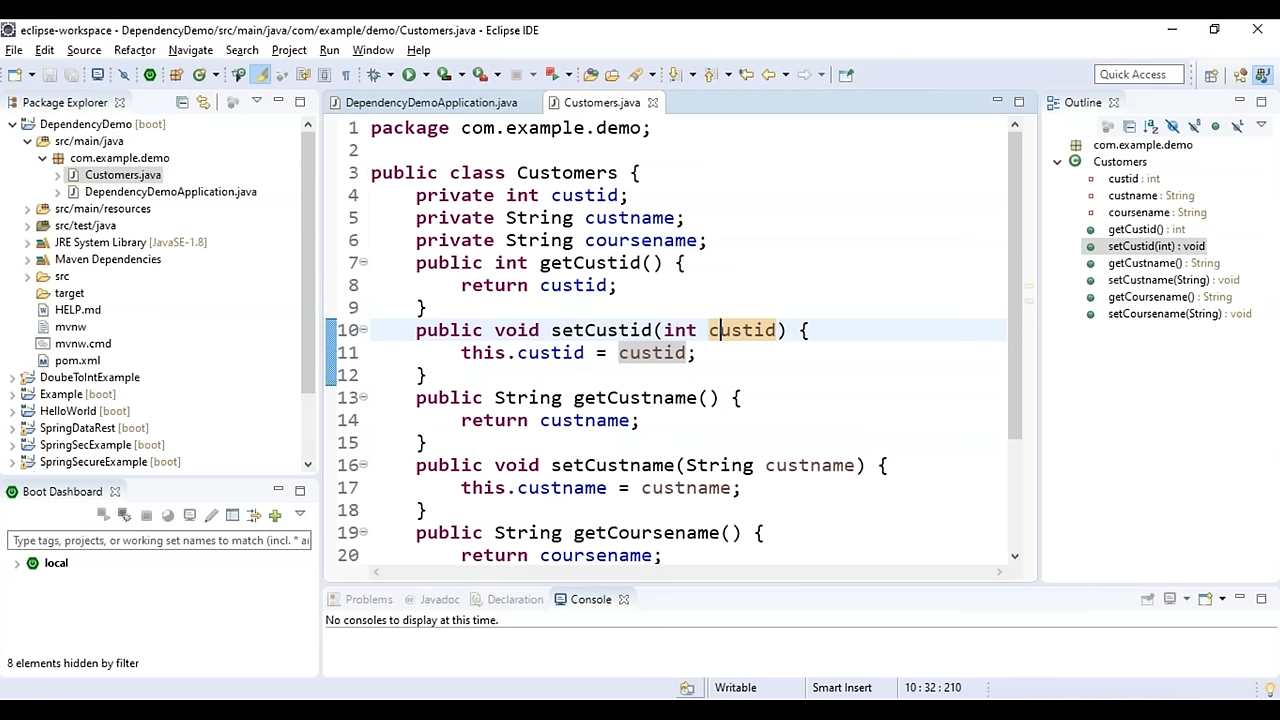 eclipse-workspace - DependencyDemo/src/main/java/com/example/demo/Customers.java - Eclipse IDE
File Edit Source Refactor Navigate Search Project Run Window Help
Quick Access
Package Explorer
DependencyDemo [boot]
src/main/java
com.example.demo
Customers.java
DependencyDemoApplication.java
src/main/resources
src/test/java
JRE System Library [JavaSE-1.8]
Maven Dependencies
src
target
HELP.md
mvnw
mvnw.cmd
pom.xml
DoubeToIntExample
Example [boot]
HelloWorld [boot]
SpringDataRest [boot]
SpringSecExample [boot]
SpringSecureExample [boot]
Boot Dashboard
Type tags, projects, or working set names to match (incl. * a
local
8 elements hidden by filter
DependencyDemoApplication.java
Customers.java
1 package com.example.demo;
2
3 public class Customers {
4 private int custid;
5 private String custname;
6 private String coursename;
7 public int getCustid() {
8 return custid;
9 }
10 public void setCustid(int custid) {
11 this.custid = custid;
12 }
13 public String getCustname() {
14 return custname;
15 }
16 public void setCustname(String custname) {
17 this.custname = custname;
18 }
19 public String getCoursename() {
20 return coursename;
Problems @ Javadoc Declaration Console
No consoles to display at this time.
Outline
com.example.demo
Customers
custid : int
custname : String
coursename : String
getCustid() : int
setCustid(int) : void
getCustname() : String
setCustname(String) : void
getCoursename() : String
setCoursename(String) : void
Writable Smart Insert 10 : 32 : 210